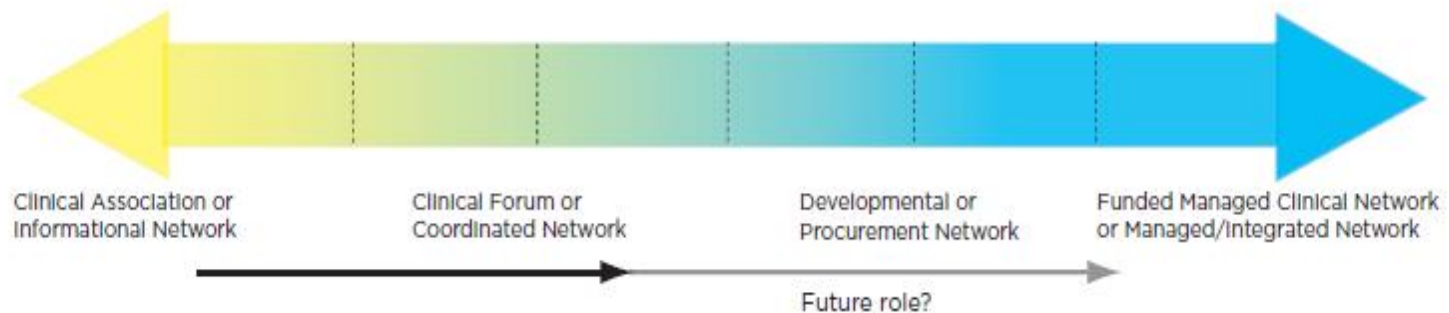 Clinical Association or
Informational Network
Clinical Forum or
Coordinated Network
Developmental or
Procurement Network
Funded Managed Clinical Network
or Managed/Integrated Network
Future role?